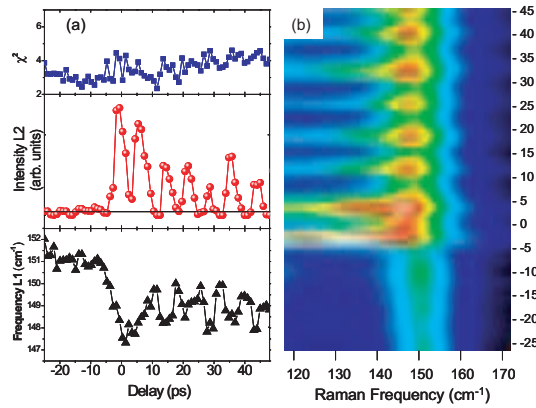 (a)
χ²
6
4
2
Intensity L2
(arb. units)
Frequency L1 (cm⁻¹)
152
151
150
149
148
147
-20 -10 0 10 20 30 40
Delay (ps)
(b)
45
40
35
30
25
20
15
10
5
0
-5
-10
-15
-20
-25
120 130 140 150 160 170
Raman Frequency (cm⁻¹)